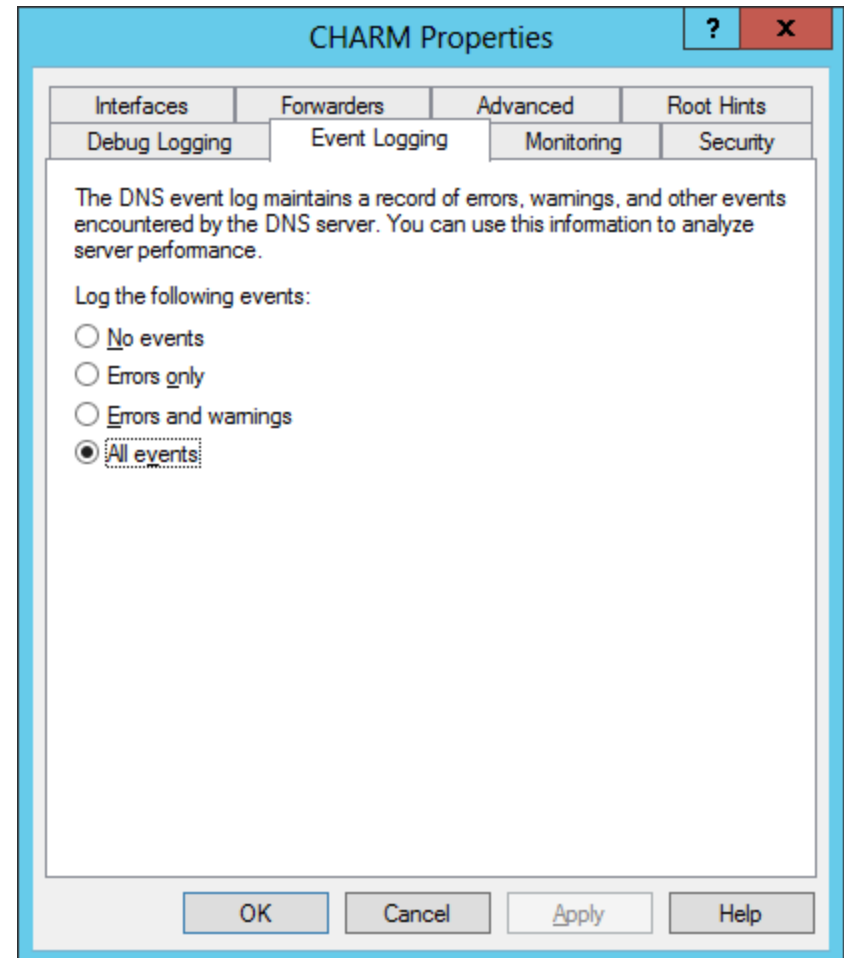 CHARM Properties
?
x
Interfaces
Forwarders
Advanced
Root Hints
Debug Logging
Event Logging
Monitoring
Security
The DNS event log maintains a record of errors, warnings, and other events
encountered by the DNS server. You can use this information to analyze
server performance.
Log the following events:
No events
Errors only
Errors and warnings
All events
OK
Cancel
Apply
Help